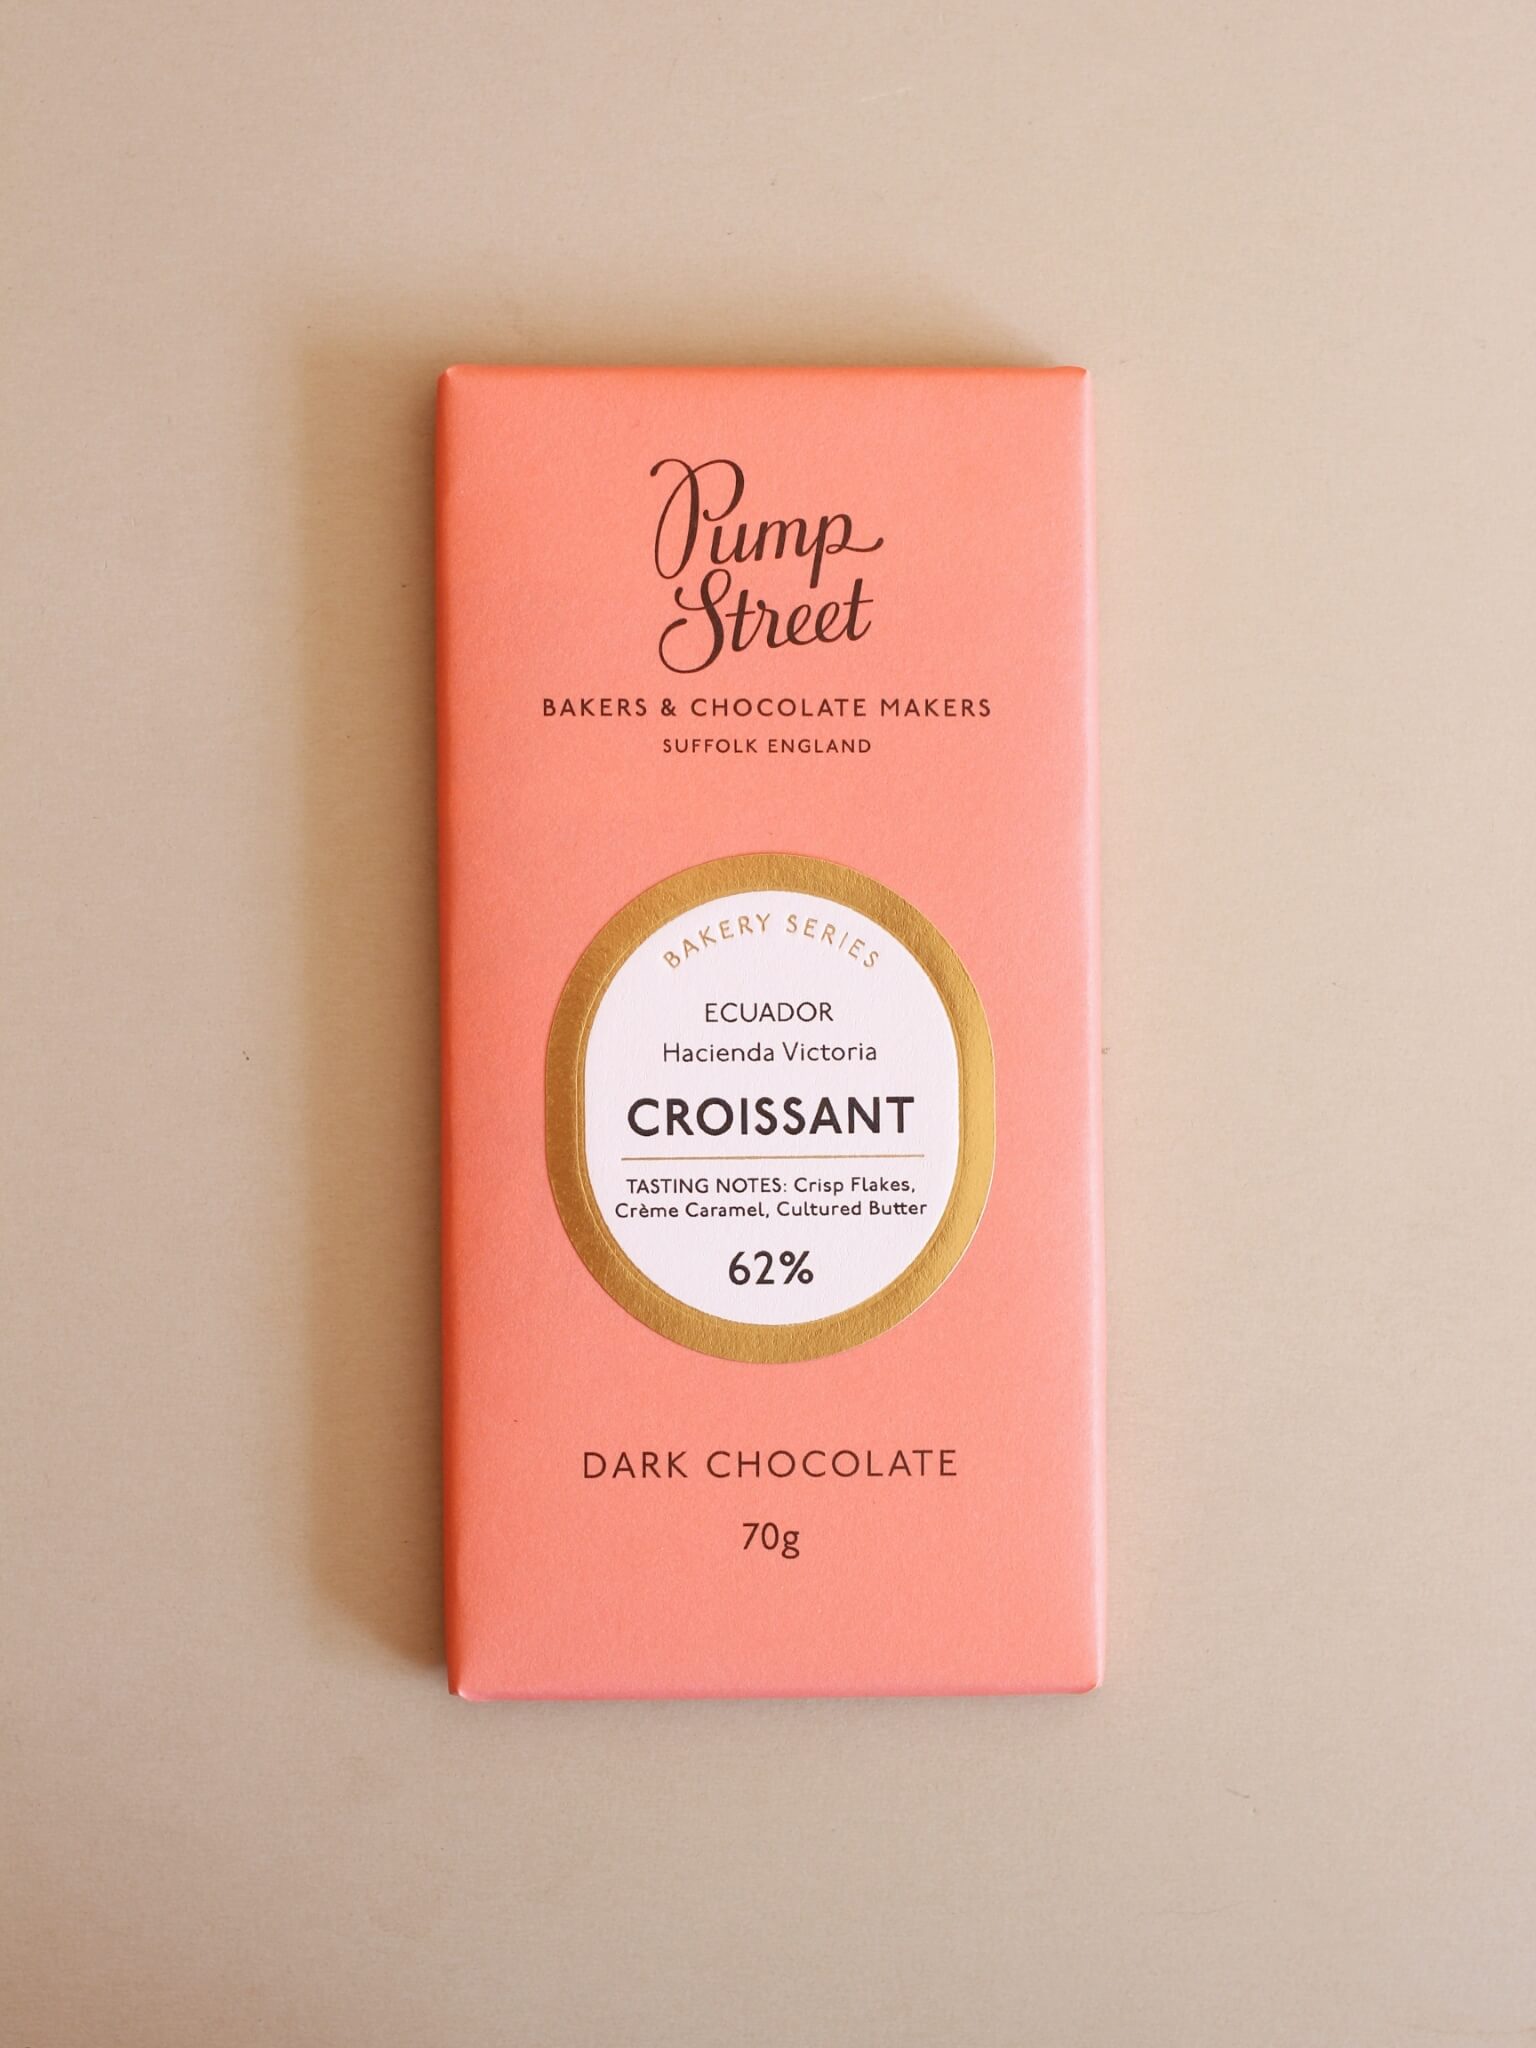 Pump
Street
BAKERS & CHOCOLATE MAKERS
SUFFOLK ENGLAND
BAKERY SERIES
ECUADOR
Hacienda Victoria
CROISSANT
TASTING NOTES: Crisp Flakes,
Crème Caramel, Cultured Butter
62%
DARK CHOCOLATE
70g